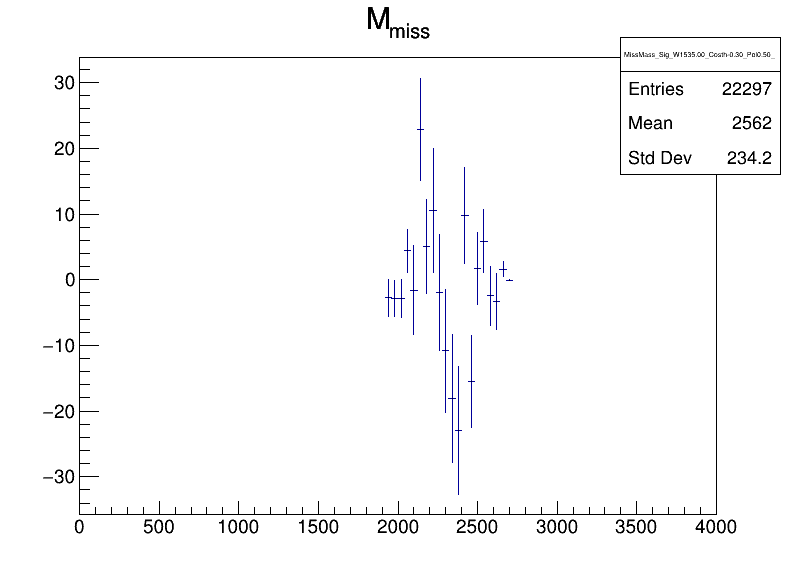 M_miss
MissMass_Sig_W1535.00_Costh-0.30_Pol0.50_
Entries 22297
Mean 2562
Std Dev 234.2
30
20
10
0
−10
−20
−30
0 500 1000 1500 2000 2500 3000 3500 4000